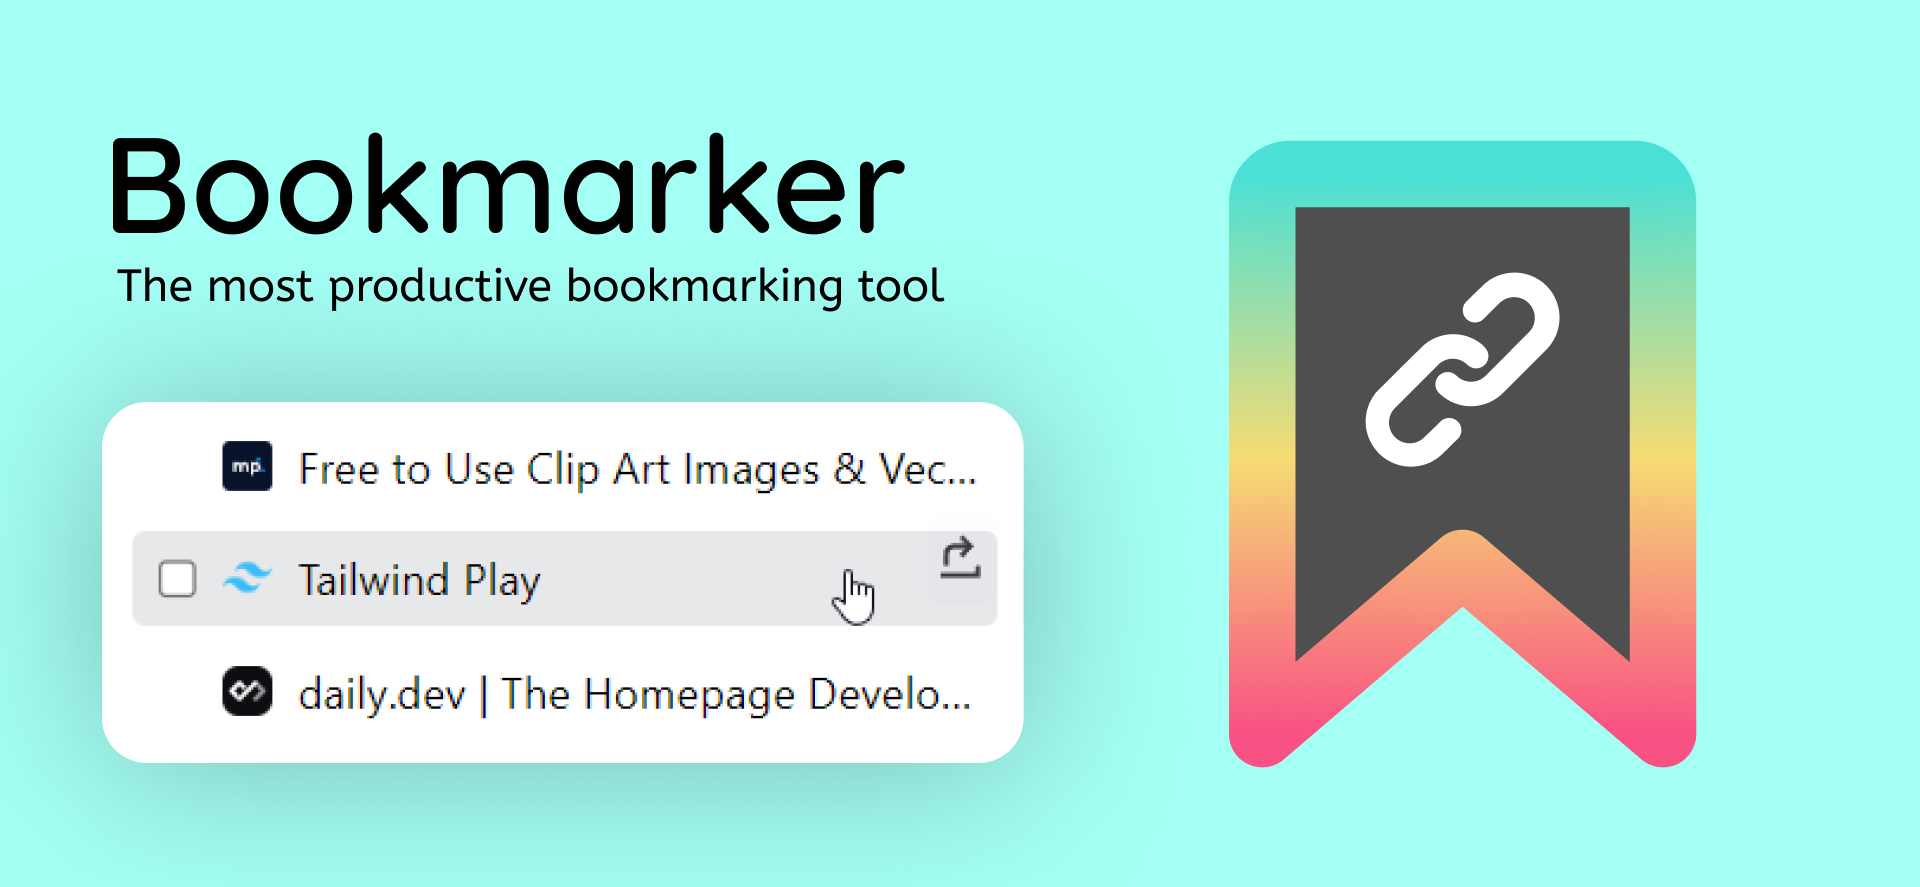 Bookmarker
The most productive bookmarking tool
mp.
Free to Use Clip Art Images & Vec...
Tailwind Play
daily.dev | The Homepage Develo...